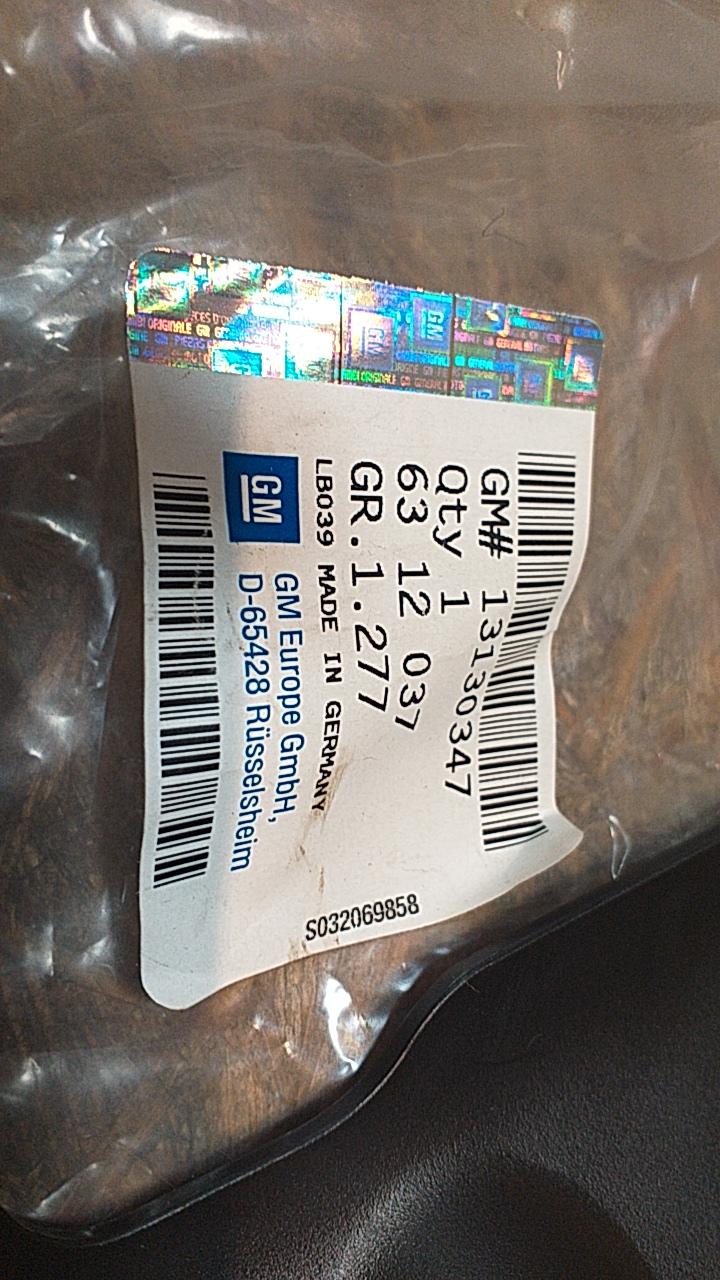 GM# 13130347
Qty 1
63 12 037
GR.1.277
LB039 MADE IN GERMANY
GM
GM Europe GmbH,
D-65428 Rüsselsheim
S032069858